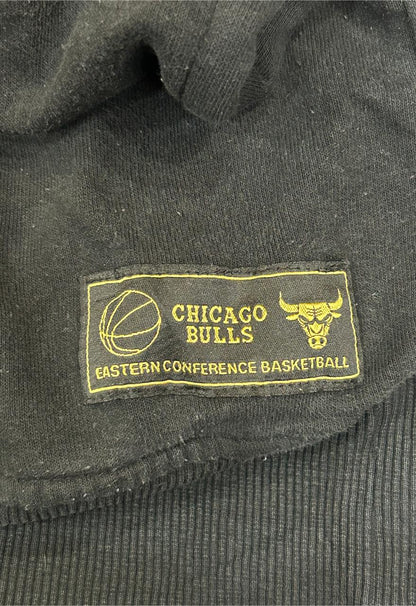 CHICAGO
BULLS
EASTERN CONFERENCE BASKETBALL